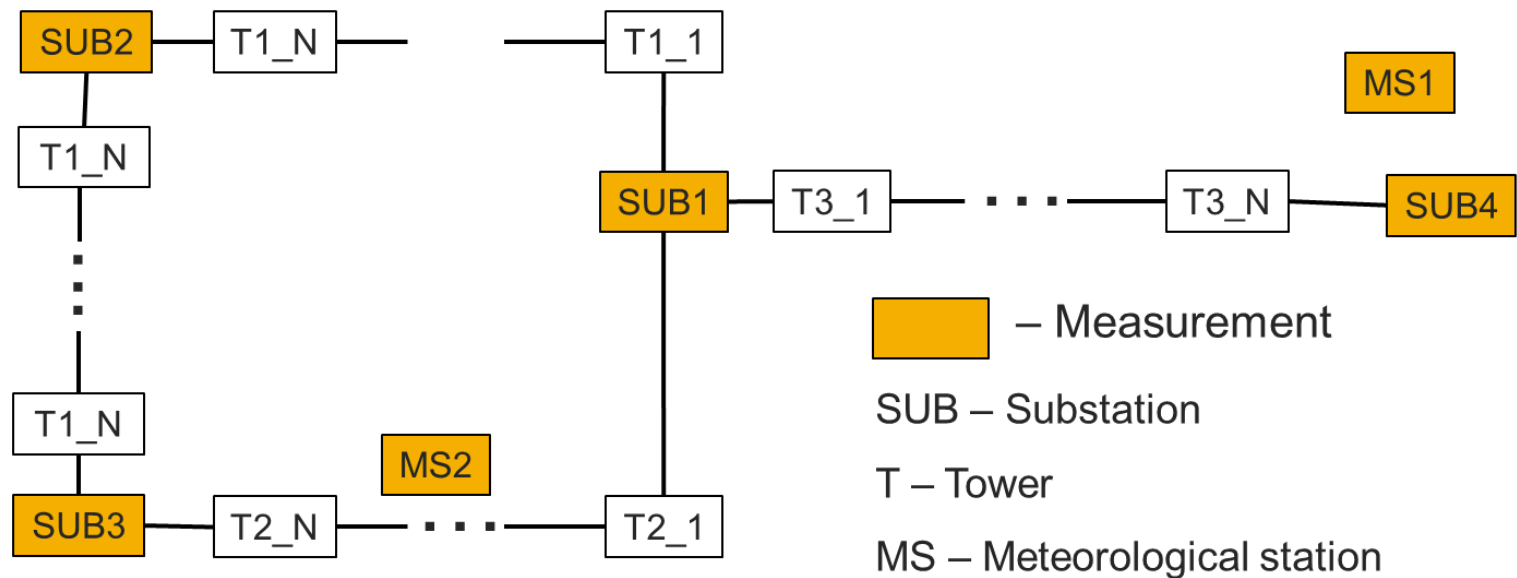 SUB2
T1_N
T1_1
MS1
T1_N
SUB1
T3_1
...
T3_N
SUB4
...
– Measurement
SUB – Substation
T1_N
MS2
T – Tower
SUB3
T2_N
...
T2_1
MS – Meteorological station